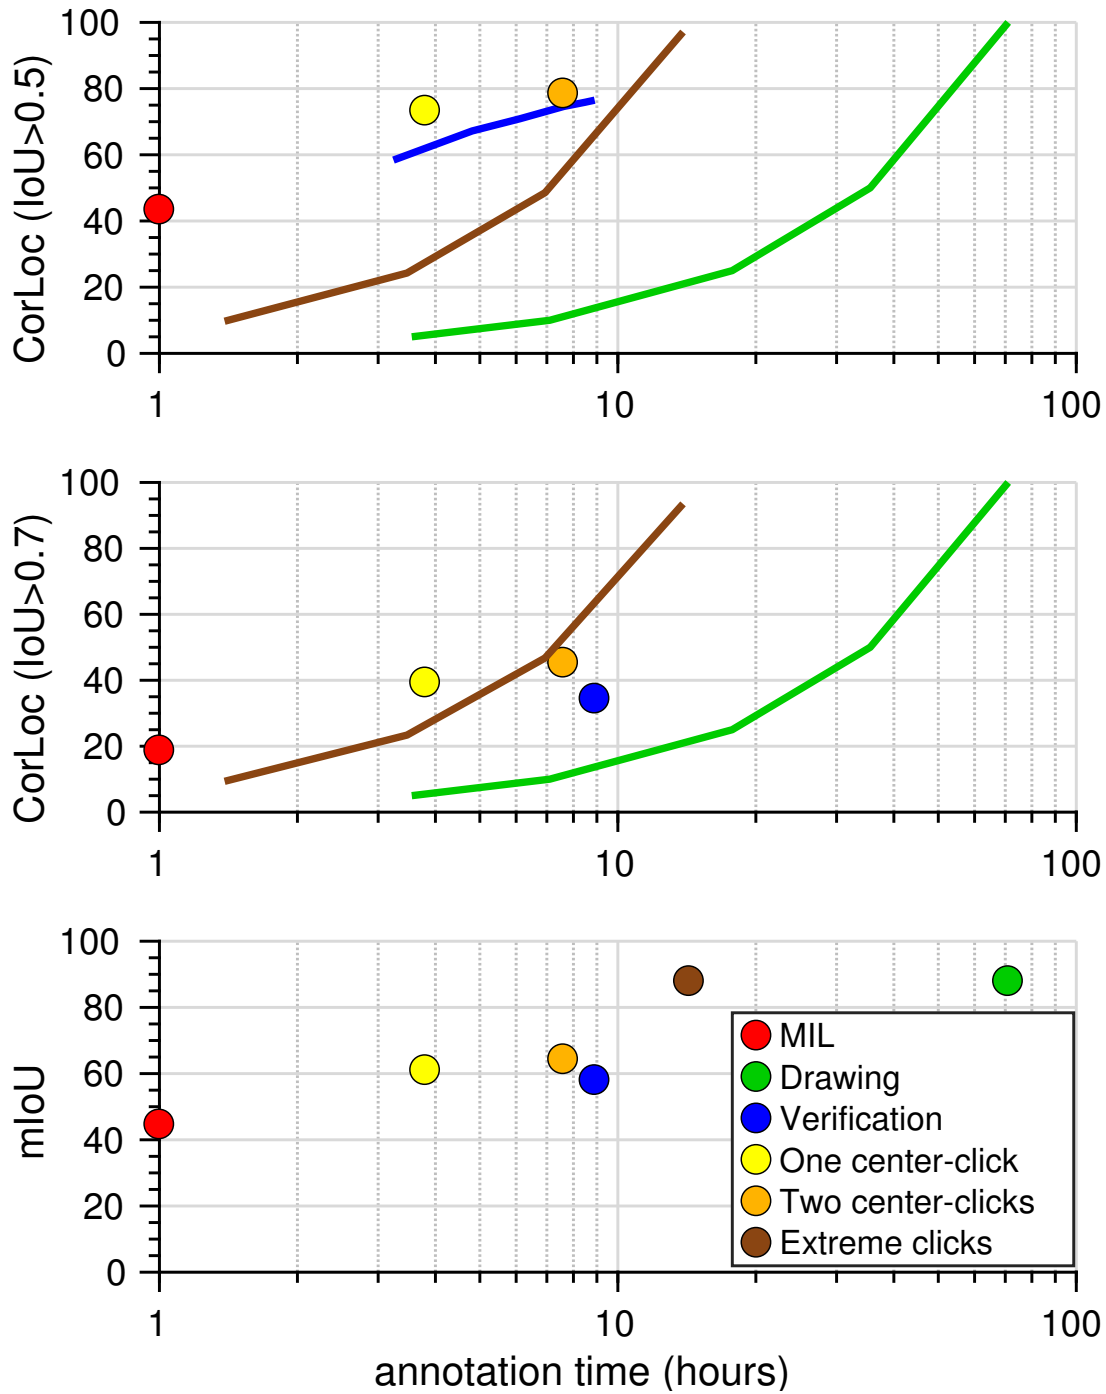 CorLoc (IoU>0.5)
100
80
60
40
20
0
1
10
100
CorLoc (IoU>0.7)
100
80
60
40
20
0
1
10
100
mIoU
100
80
60
40
20
0
MIL
Drawing
Verification
One center-click
Two center-clicks
Extreme clicks
1
10
100
annotation time (hours)